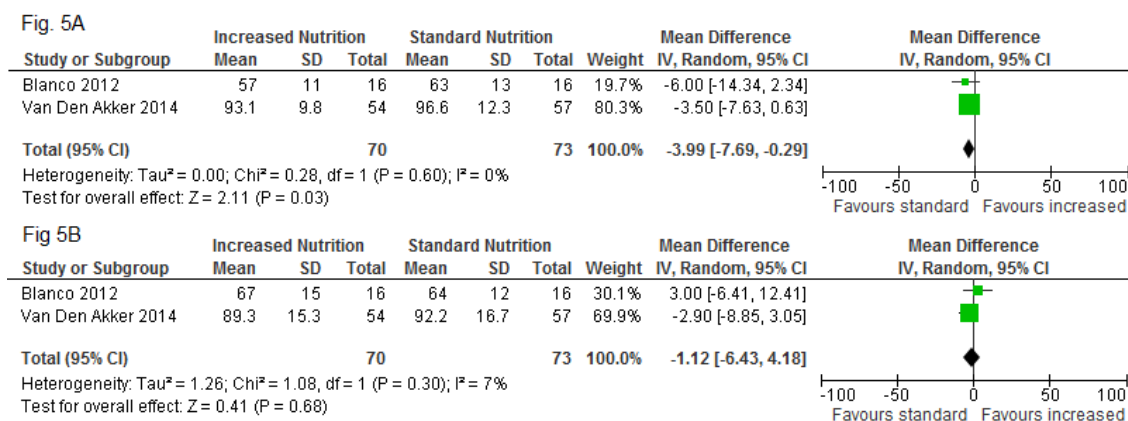 Fig. 5A
Increased Nutrition Standard Nutrition Mean Difference Mean Difference
Study or Subgroup Mean SD Total Mean SD Total Weight IV, Random, 95% CI IV, Random, 95% CI
Blanco 2012 57 11 16 63 13 16 19.7% -6.00 [-14.34, 2.34]
Van Den Akker 2014 93.1 9.8 54 96.6 12.3 57 80.3% -3.50 [-7.63, 0.63]
Total (95% CI) 70 73 100.0% -3.99 [-7.69, -0.29]
Heterogeneity: Tau² = 0.00; Chi² = 0.28, df = 1 (P = 0.60); I² = 0%
Test for overall effect: Z = 2.11 (P = 0.03)
-100 -50 0 50 100
Favours standard Favours increased
Fig 5B
Increased Nutrition Standard Nutrition Mean Difference Mean Difference
Study or Subgroup Mean SD Total Mean SD Total Weight IV, Random, 95% CI IV, Random, 95% CI
Blanco 2012 67 15 16 64 12 16 30.1% 3.00 [-6.41, 12.41]
Van Den Akker 2014 89.3 15.3 54 92.2 16.7 57 69.9% -2.90 [-8.85, 3.05]
Total (95% CI) 70 73 100.0% -1.12 [-6.43, 4.18]
Heterogeneity: Tau² = 1.26; Chi² = 1.08, df = 1 (P = 0.30); I² = 7%
Test for overall effect: Z = 0.41 (P = 0.68)
-100 -50 0 50 100
Favours standard Favours increased